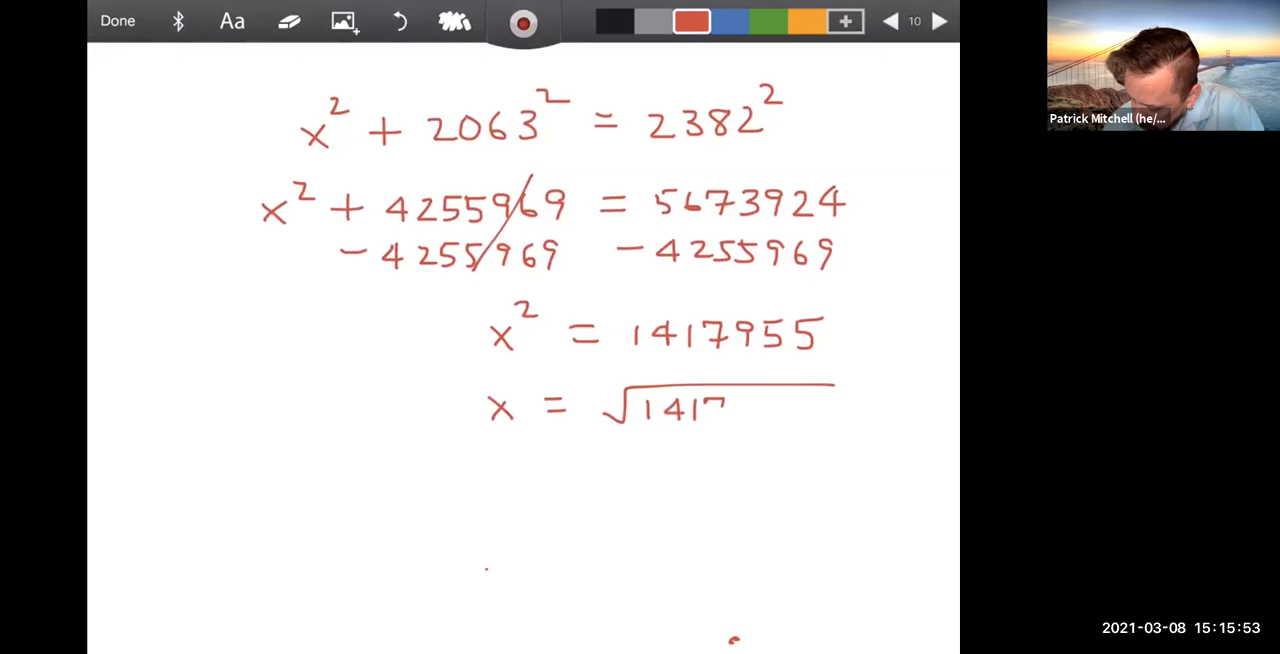 Done Aa 10
x² + 2063² = 2382²
x² + 4255969 = 5673924
- 4255969 - 4255969
x² = 1417955
x = √1417
Patrick Mitchell (he/...
2021-03-08 15:15:53